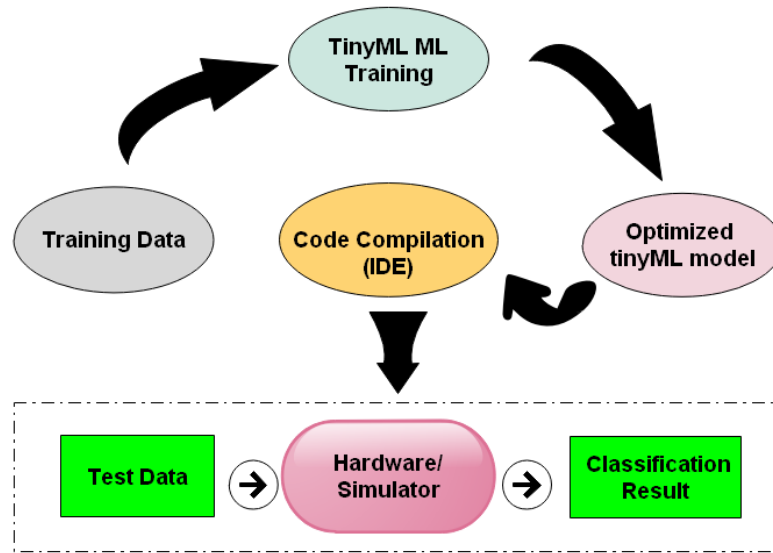 TinyML ML
Training
Training Data
Code Compilation
(IDE)
Optimized
tinyML model
Test Data
Hardware/
Simulator
Classification
Result